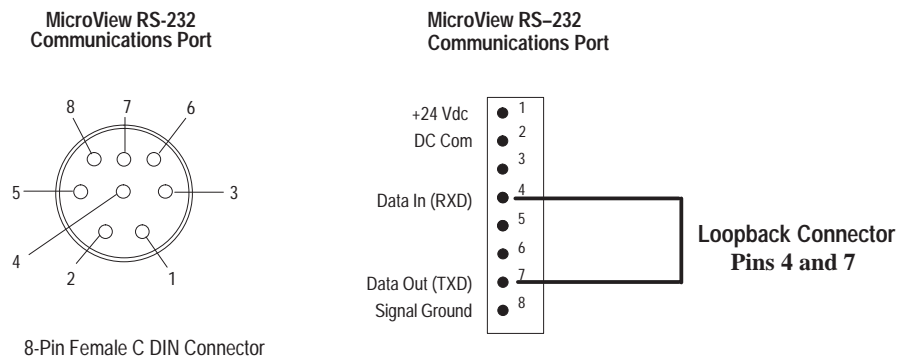 MicroView RS-232
Communications Port
8 7 6
5 3
4
2 1
8-Pin Female C DIN Connector
MicroView RS–232
Communications Port
+24 Vdc 1
DC Com 2
3
Data In (RXD) 4
5
6
Data Out (TXD) 7
Signal Ground 8
Loopback Connector
Pins 4 and 7